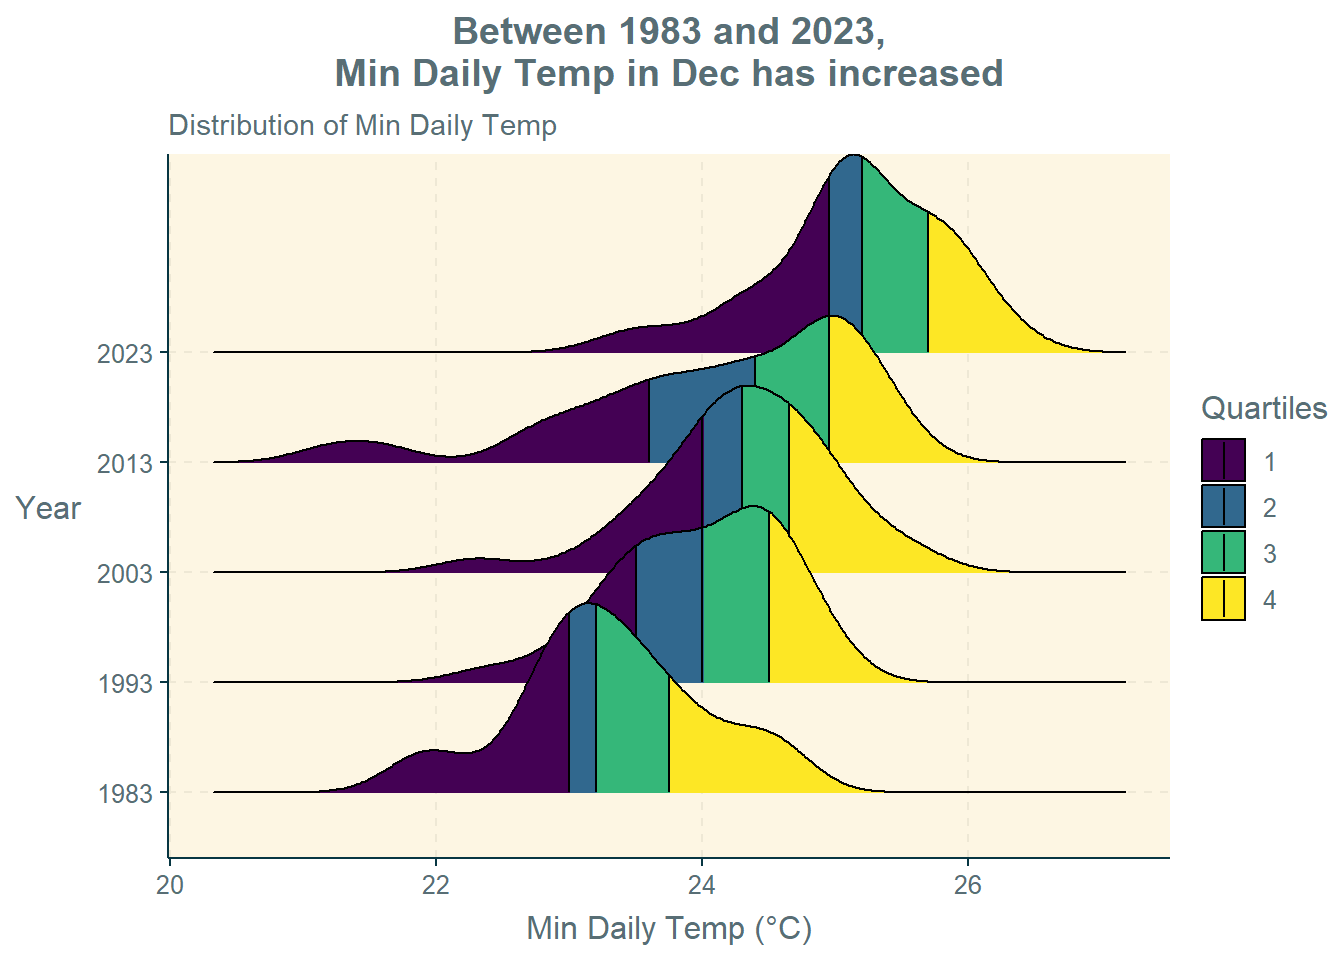 Between 1983 and 2023,
Min Daily Temp in Dec has increased
Distribution of Min Daily Temp
2023
2013
2003
1993
1983
Year
20 22 24 26
Min Daily Temp (°C)
Quartiles
1
2
3
4